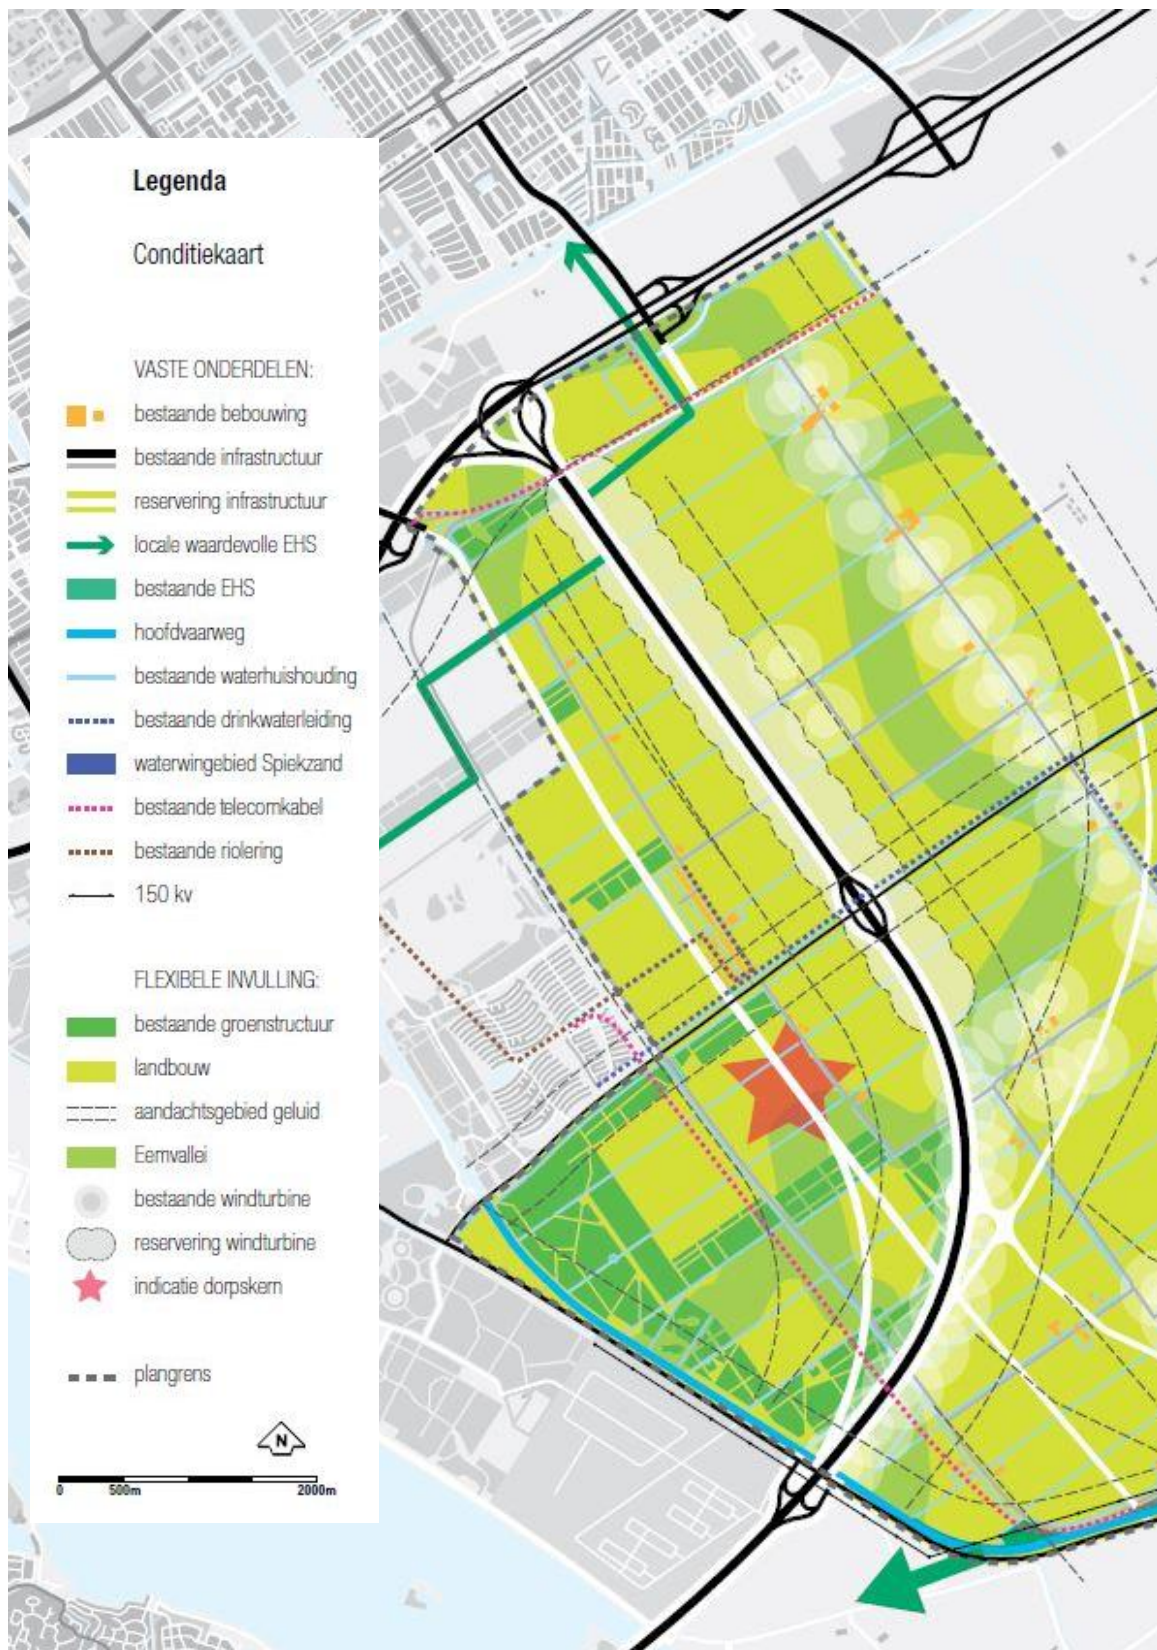 Legenda
Conditiekaart
VASTE ONDERDELEN:
bestaande bebouwing
bestaande infrastructuur
reservering infrastructuur
locale waardevolle EHS
bestaande EHS
hoofdvaarweg
bestaande waterhuishouding
bestaande drinkwaterleiding
waterwingebied Spiekzand
bestaande telecomkabel
bestaande riolering
150 kv
FLEXIBELE INVULLING:
bestaande groenstructuur
landbouw
aandachtsgebied geluid
Eemvallei
bestaande windturbine
reservering windturbine
indicatie dorpskern
plangrens
N
0 500m 2000m